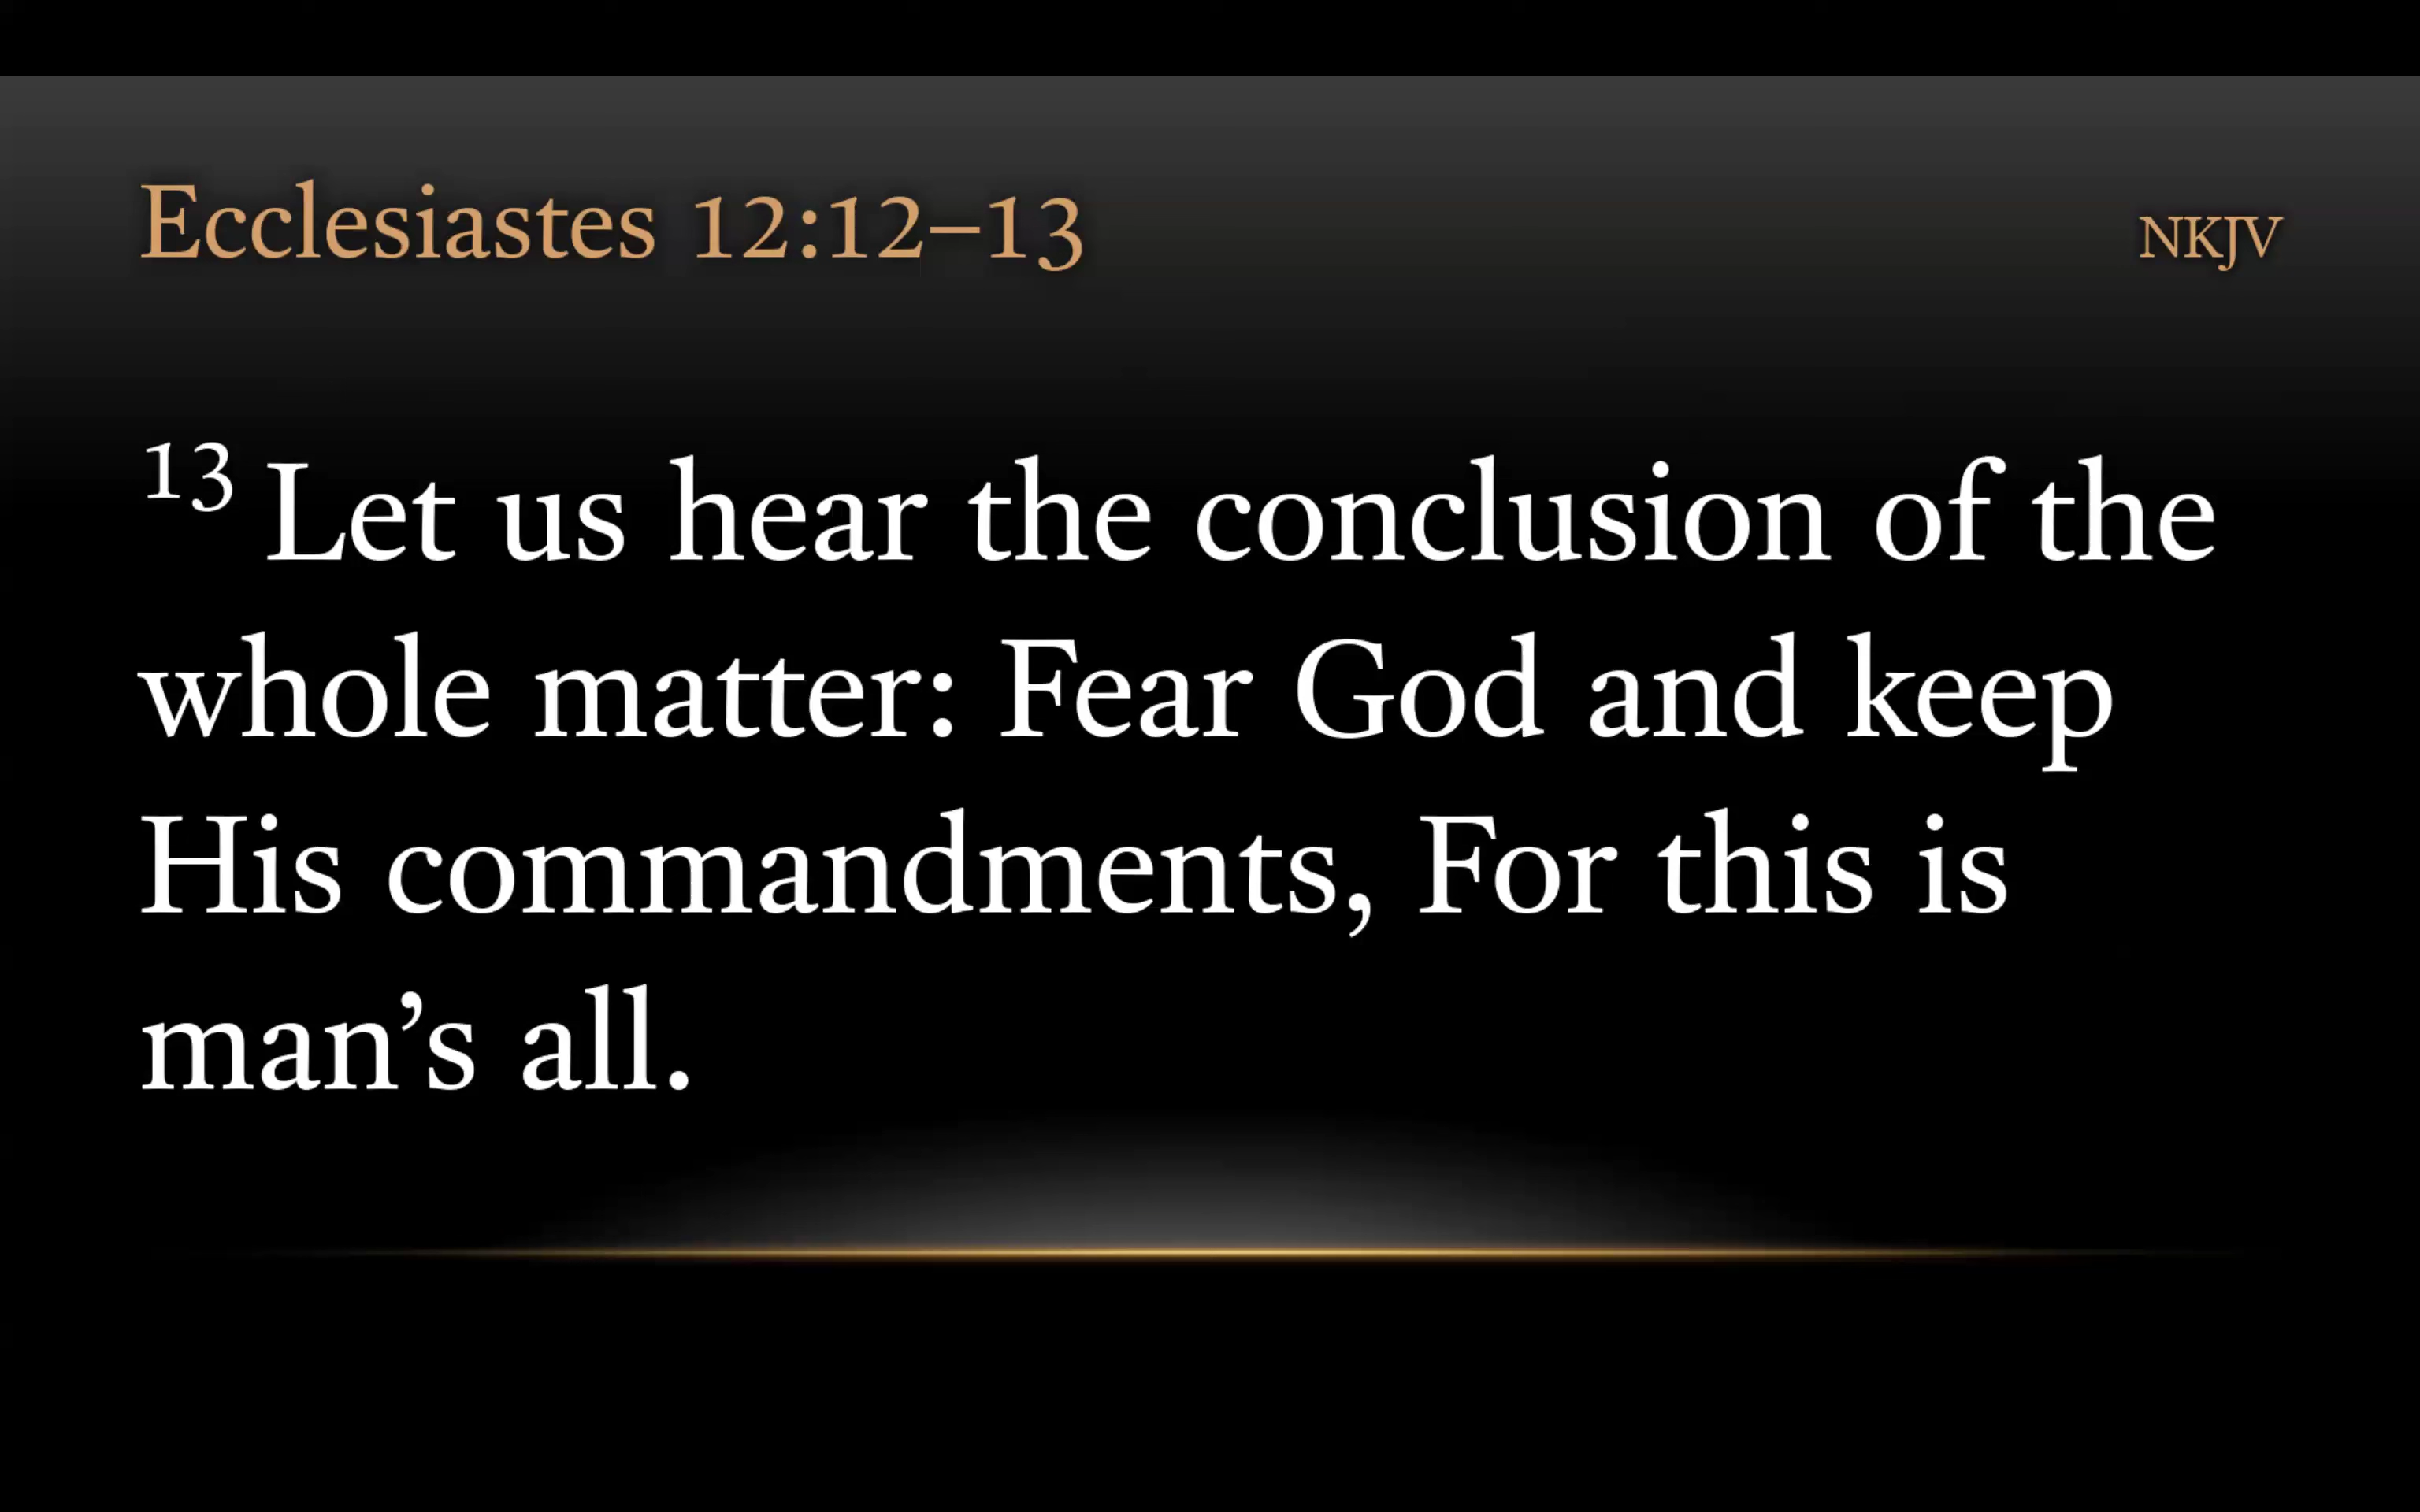 Ecclesiastes 12:12–13 NKJV
13 Let us hear the conclusion of the
whole matter: Fear God and keep
His commandments, For this is
man’s all.